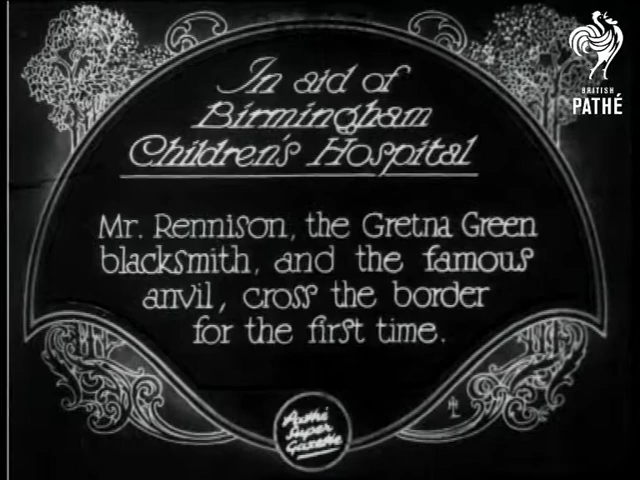 BRITISH
PATHÉ
In aid of
Birmingham
Children's Hospital
Mr. Rennison, the Gretna Green
blacksmith, and the famous
anvil, cross the border
for the first time.
Pathé
Super
Gazette